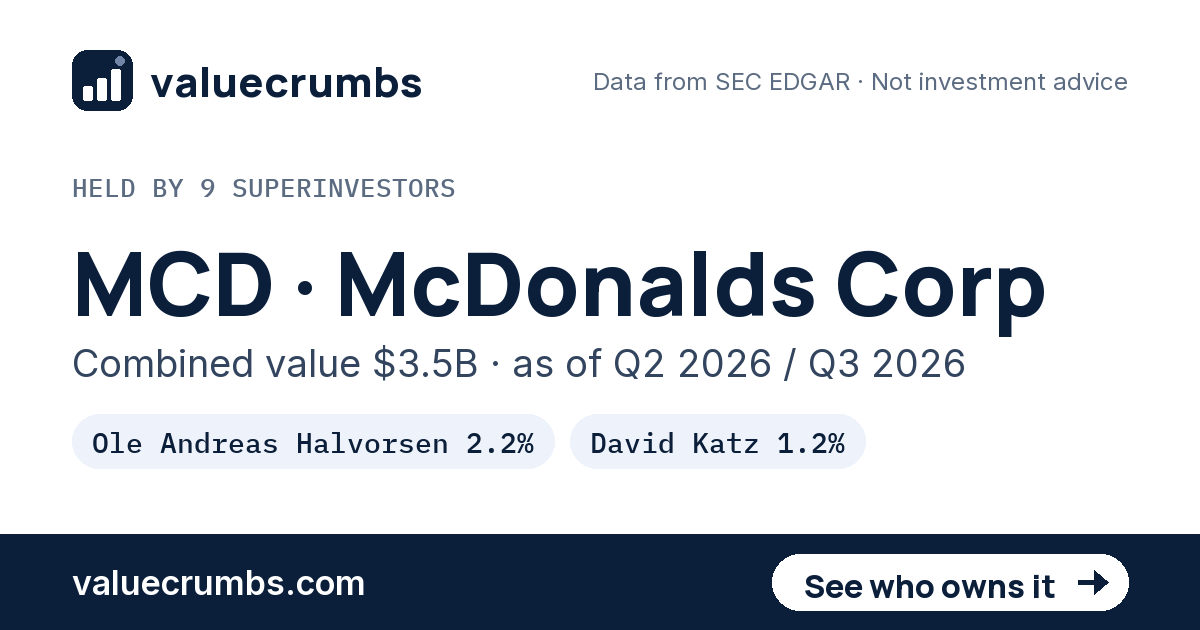 valuecrumbs
Data from SEC EDGAR · Not investment advice
HELD BY 9 SUPERINVESTORS
MCD · McDonalds Corp
Combined value $3.5B · as of Q2 2026 / Q3 2026
Ole Andreas Halvorsen 2.2%
David Katz 1.2%
valuecrumbs.com
See who owns it →